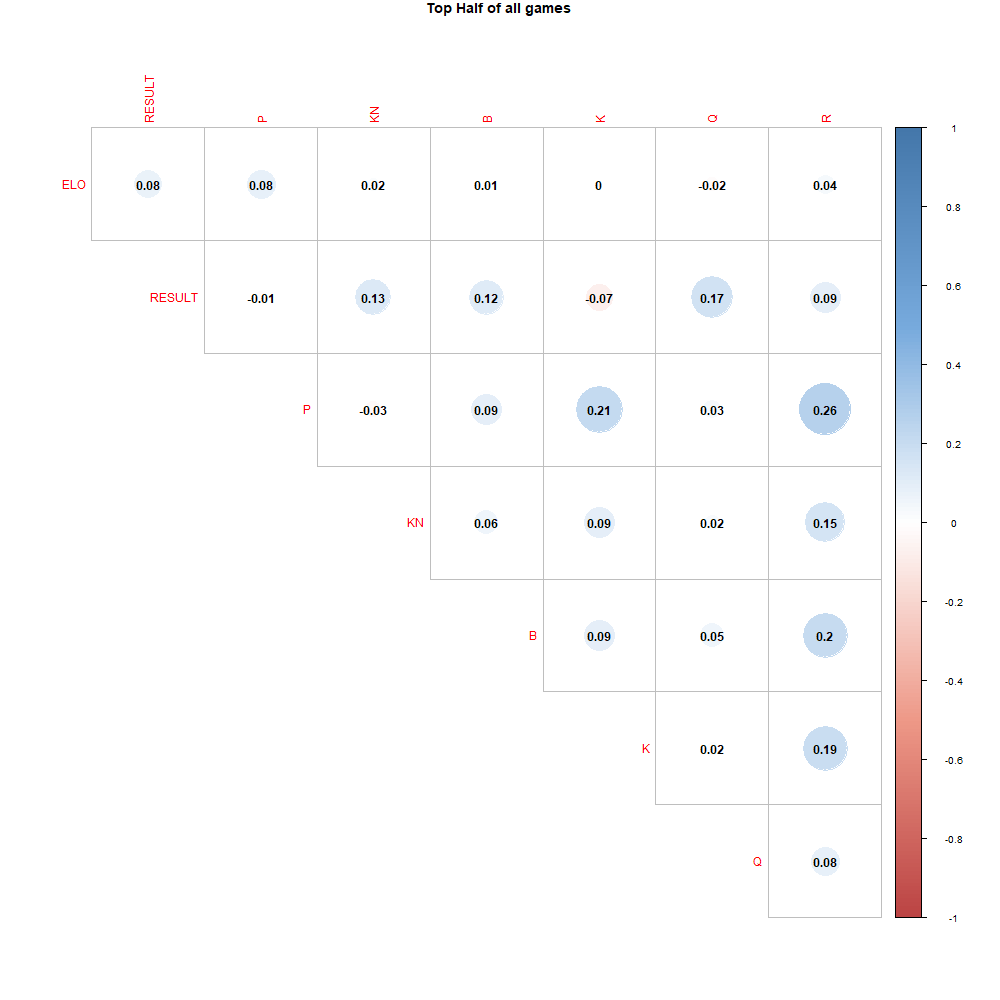 Top Half of all games
RESULT P KN B K Q R
ELO 0.08 0.08 0.02 0.01 0 -0.02 0.04
RESULT -0.01 0.13 0.12 -0.07 0.17 0.09
P -0.03 0.09 0.21 0.03 0.26
KN 0.06 0.09 0.02 0.15
B 0.09 0.05 0.2
K 0.02 0.19
Q 0.08
1
0.8
0.6
0.4
0.2
0
-0.2
-0.4
-0.6
-0.8
-1